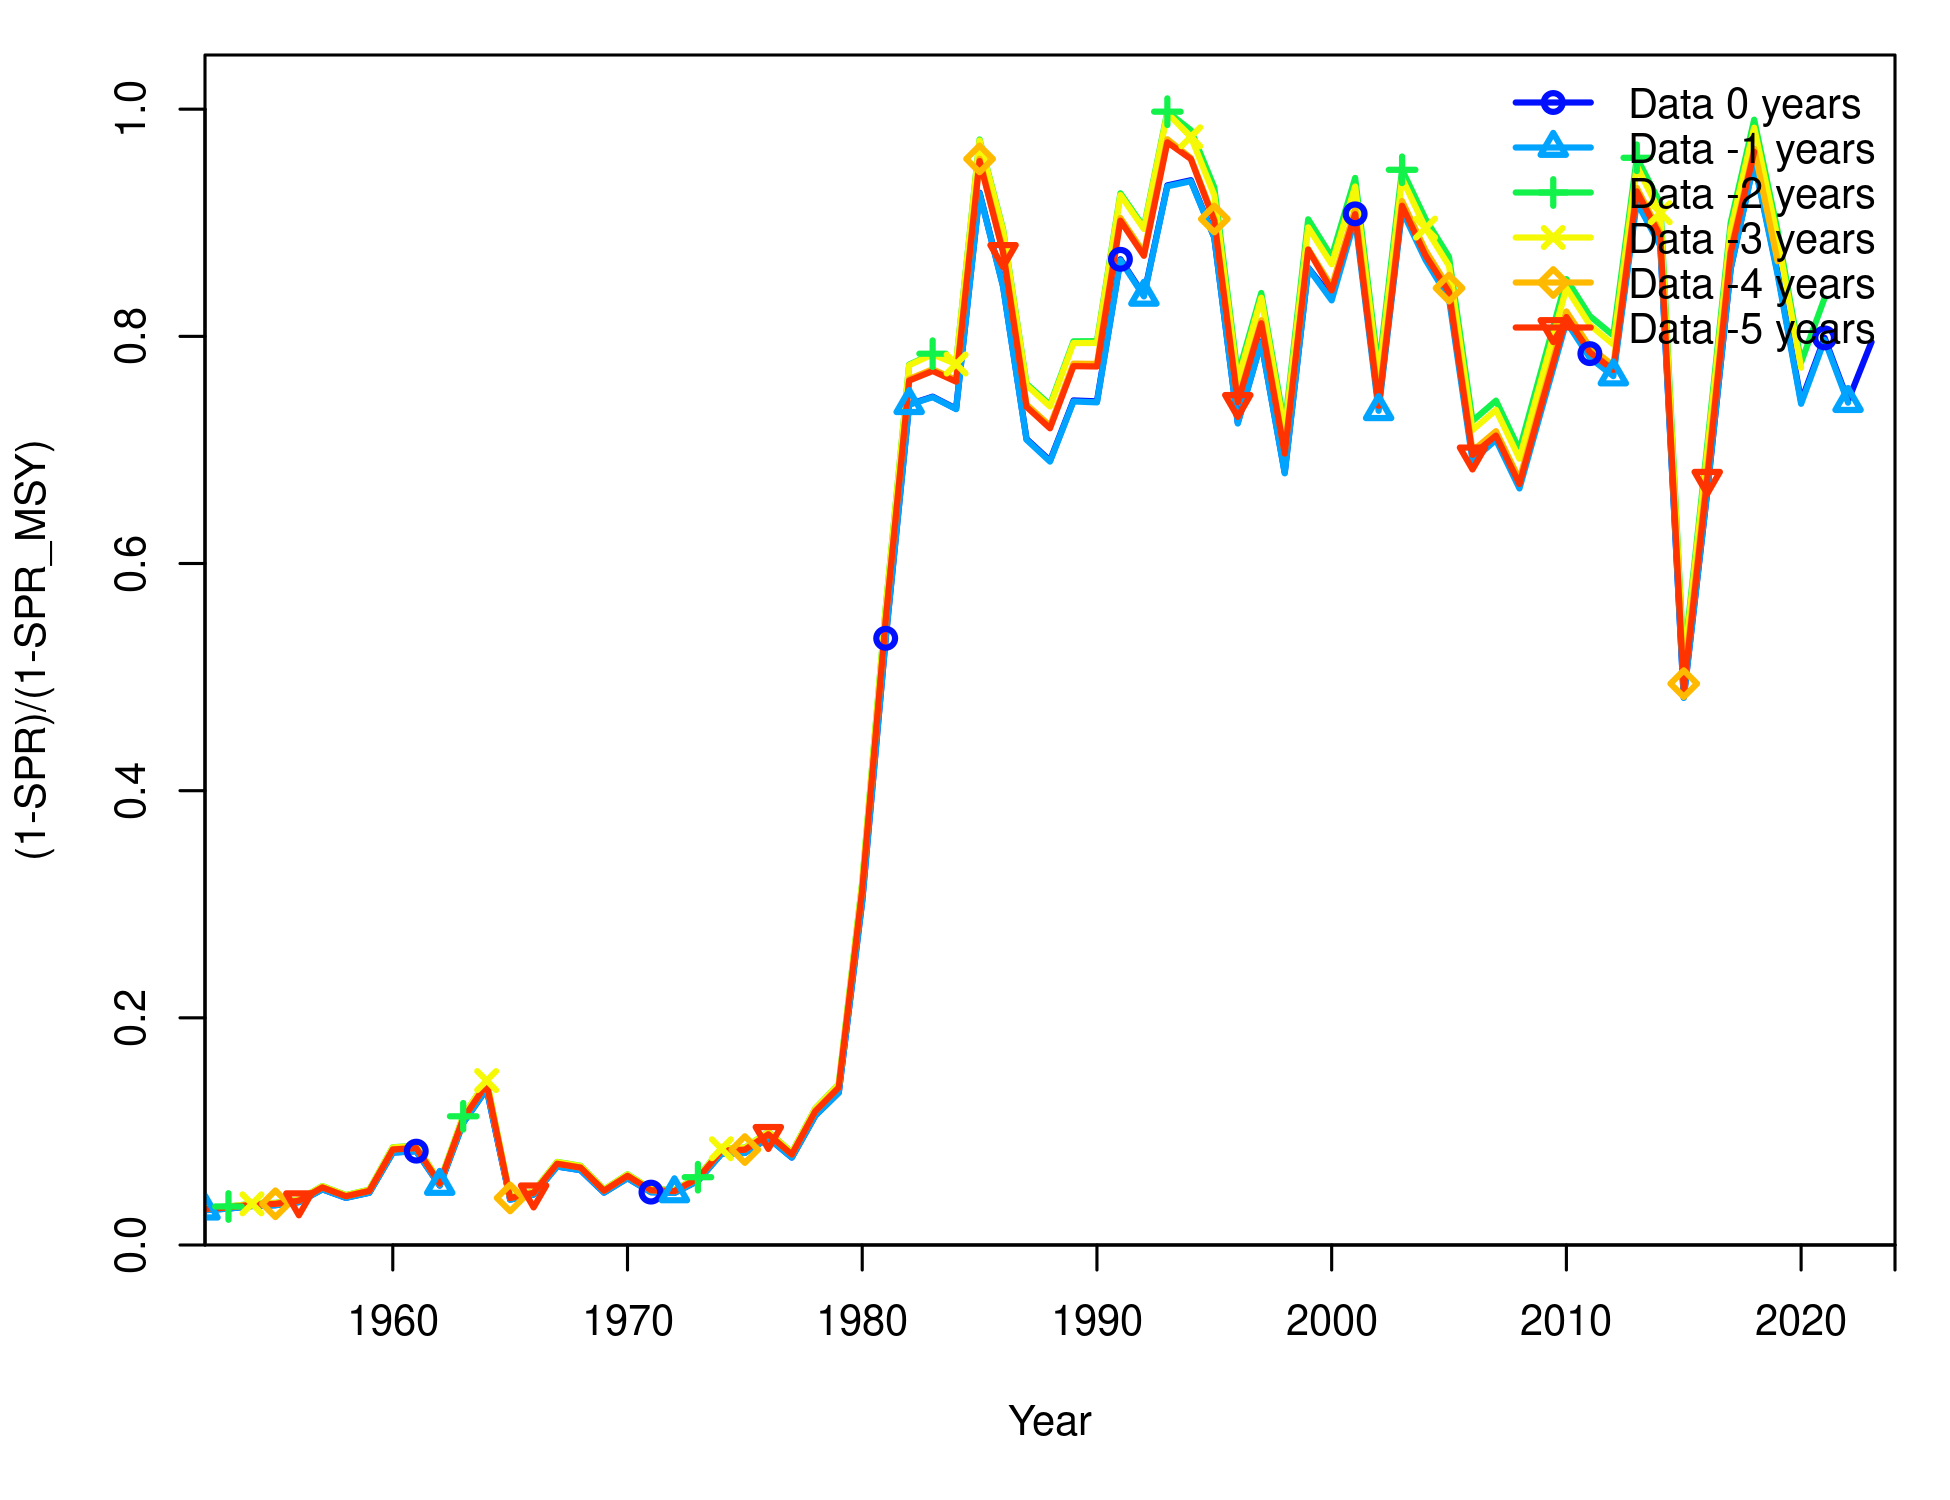 1.0
0.8
0.6
0.4
0.2
0.0
(1-SPR)/(1-SPR_MSY)
Data 0 years
Data -1 years
Data -2 years
Data -3 years
Data -4 years
Data -5 years
1960 1970 1980 1990 2000 2010 2020
Year